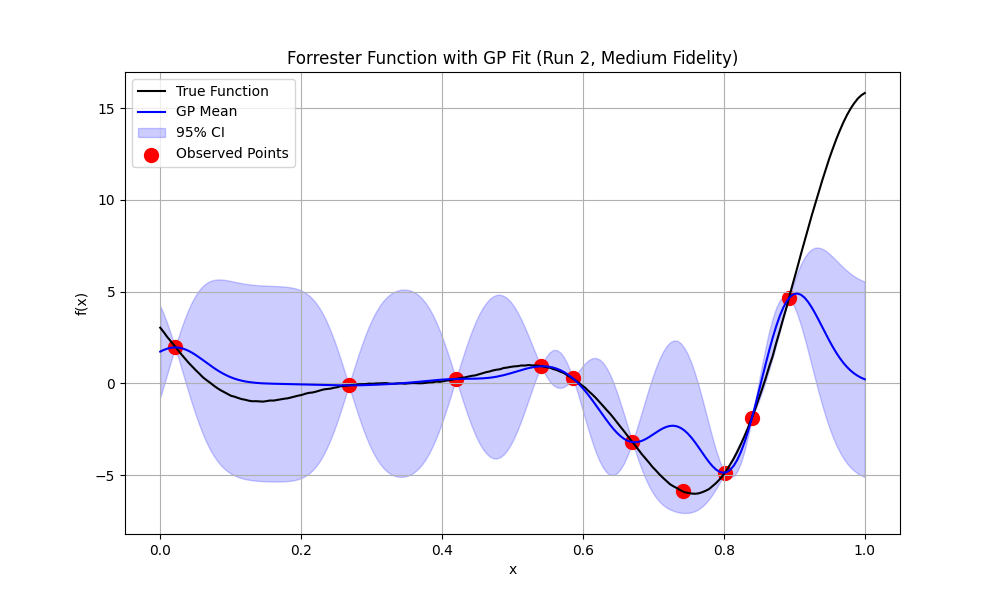 Forrester Function with GP Fit (Run 2, Medium Fidelity)
True Function
GP Mean
95% CI
Observed Points
15
10
5
0
−5
f(x)
0.0 0.2 0.4 0.6 0.8 1.0
x